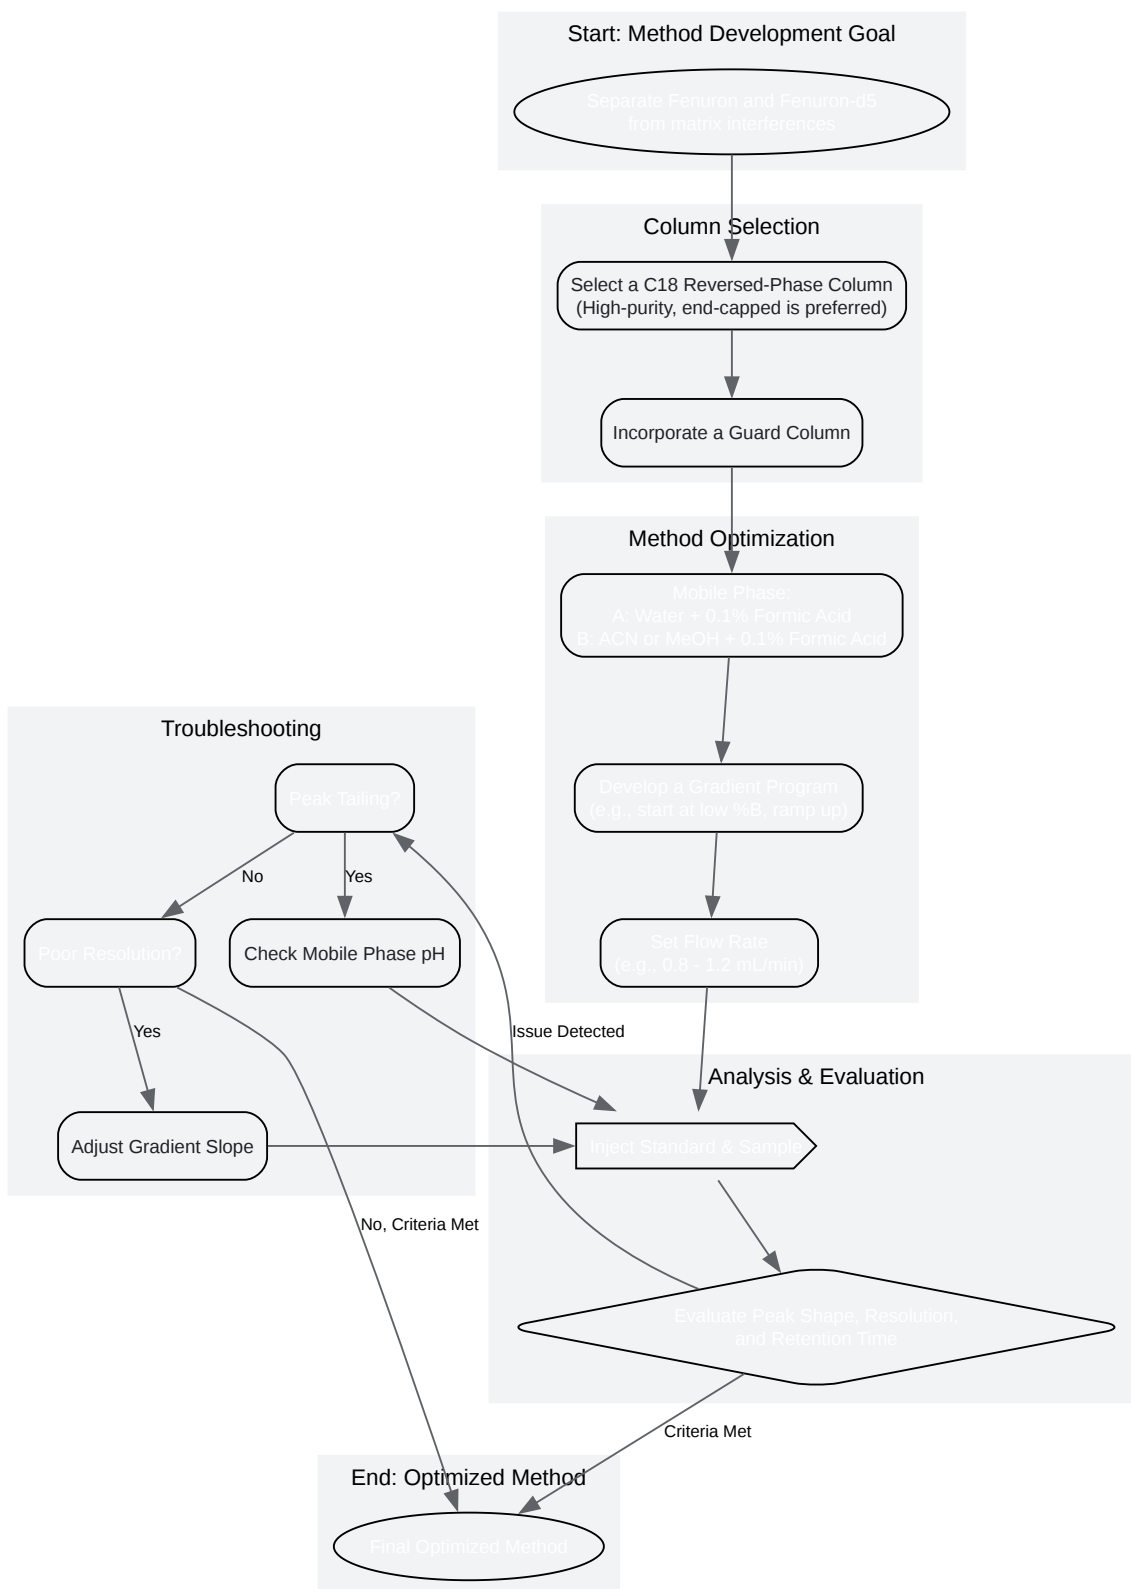 Start: Method Development Goal
Separate Fenuron and Fenuron-d5
from matrix interferences
Column Selection
Select a C18 Reversed-Phase Column
(High-purity, end-capped is preferred)
Incorporate a Guard Column
Method Optimization
Mobile Phase:
A: Water + 0.1% Formic Acid
B: ACN or MeOH + 0.1% Formic Acid
Develop a Gradient Program
(e.g., start at low %B, ramp up)
Set Flow Rate
(e.g., 0.8 - 1.2 mL/min)
Troubleshooting
Peak Tailing?
No
Yes
Poor Resolution?
Check Mobile Phase pH
Yes
Issue Detected
Adjust Gradient Slope
No, Criteria Met
Analysis & Evaluation
Inject Standard & Sample
Evaluate Peak Shape, Resolution,
and Retention Time
Criteria Met
End: Optimized Method
Final Optimized Method